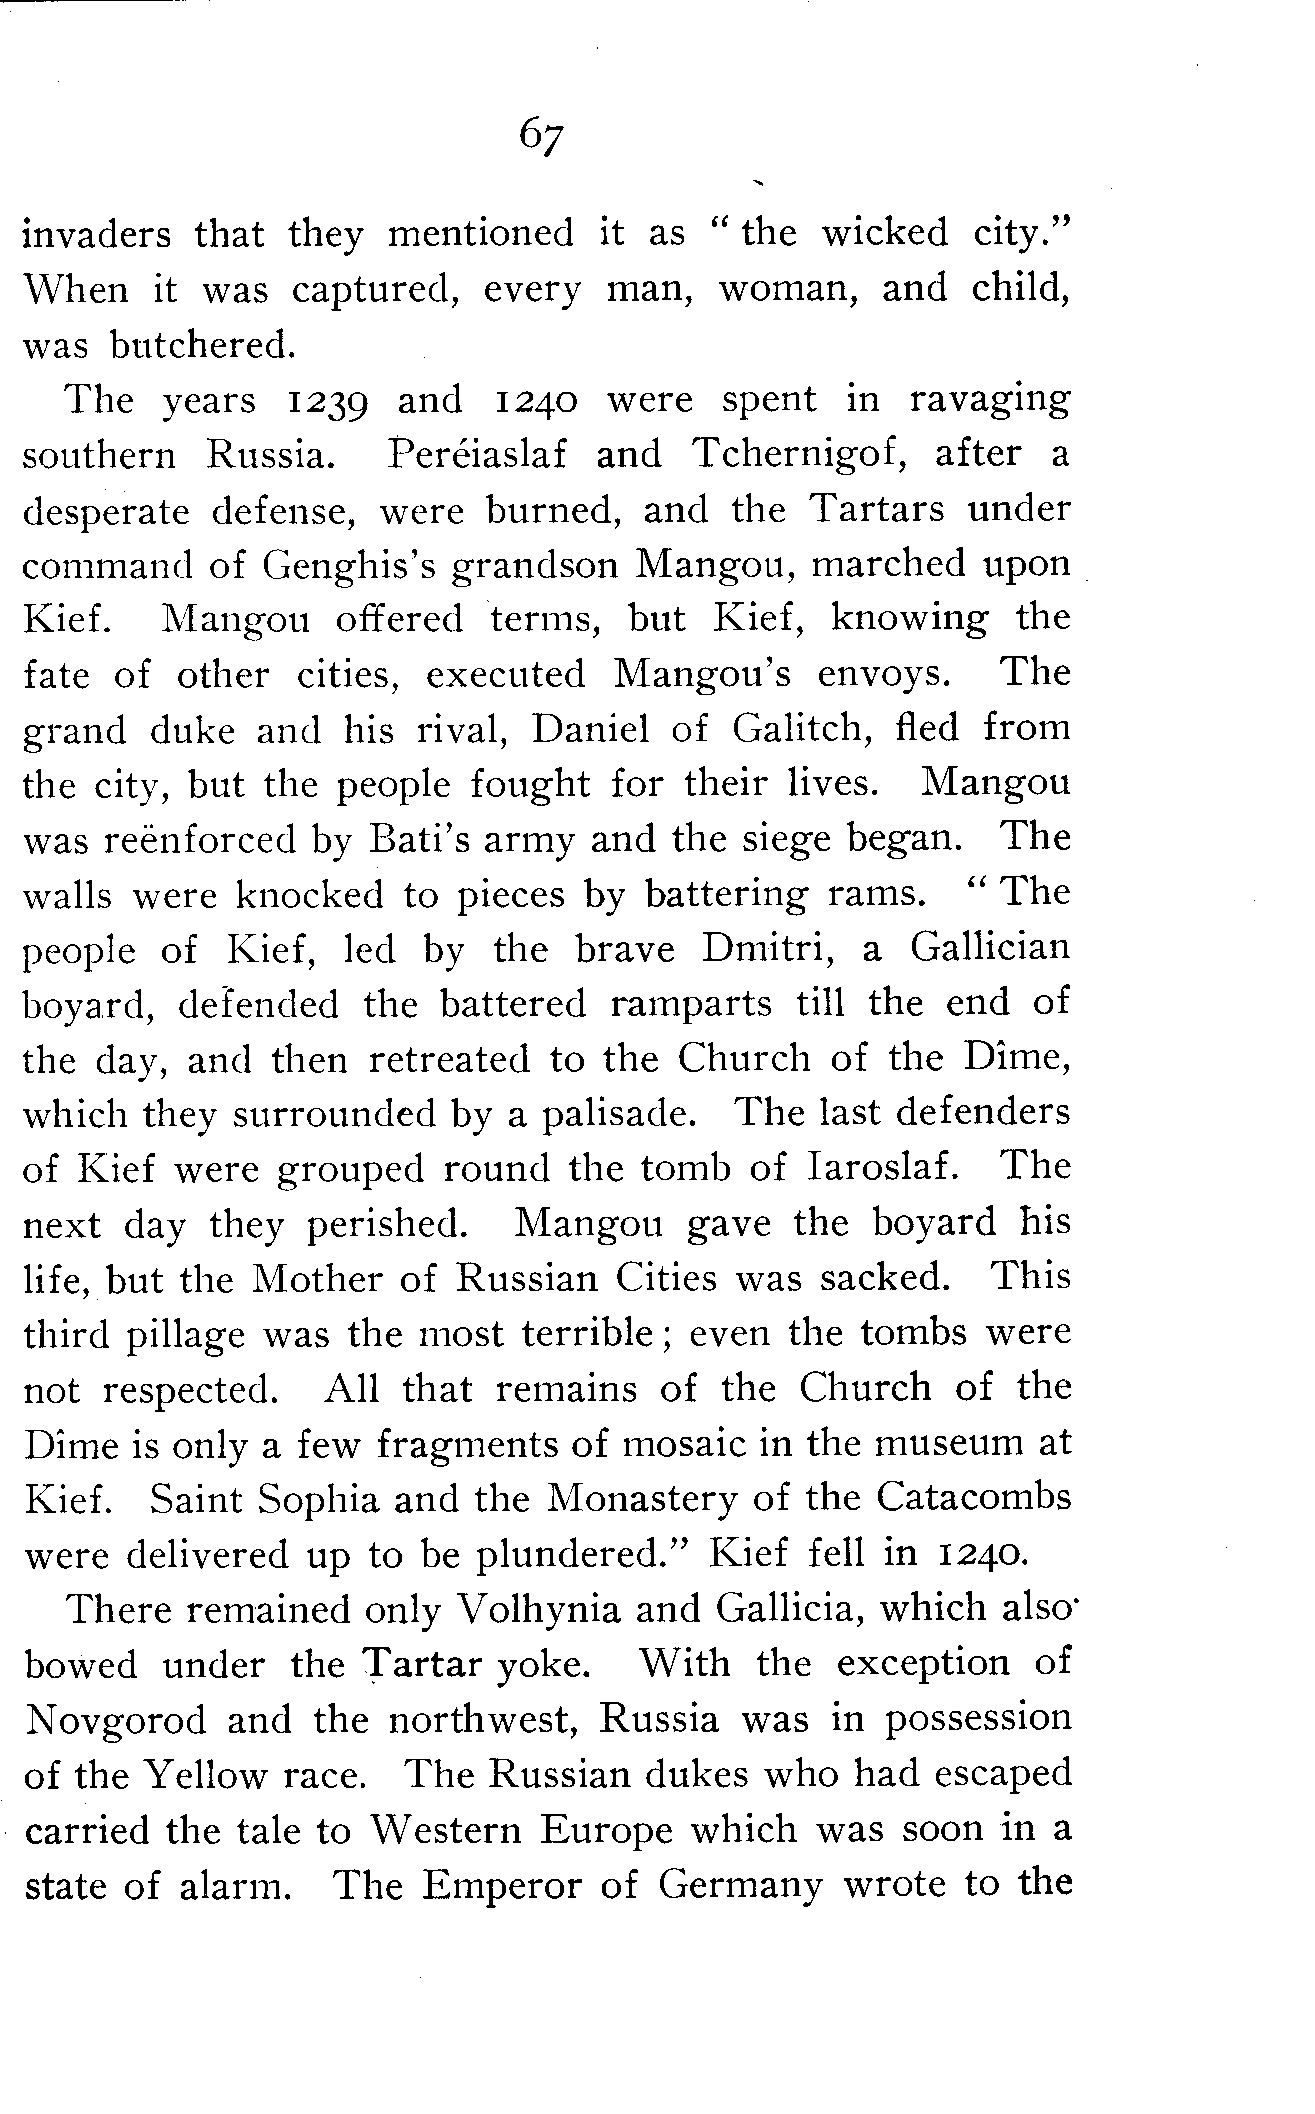 67
invaders that they mentioned it as " the wicked city."
When it was captured, every man, woman, and child,
was butchered.
The years 1239 and 1240 were spent in ravaging
southern Russia. Peréiaslaf and Tchernigof, after a
desperate defense, were burned, and the Tartars under
command of Genghis's grandson Mangou, marched upon
Kief. Mangou offered terms, but Kief, knowing the
fate of other cities, executed Mangou's envoys. The
grand duke and his rival, Daniel of Galitch, fled from
the city, but the people fought for their lives. Mangou
was reënforced by Bati's army and the siege began. The
walls were knocked to pieces by battering rams. " The
people of Kief, led by the brave Dmitri, a Gallician
boyard, defended the battered ramparts till the end of
the day, and then retreated to the Church of the Dîme,
which they surrounded by a palisade. The last defenders
of Kief were grouped round the tomb of Iaroslaf. The
next day they perished. Mangou gave the boyard his
life, but the Mother of Russian Cities was sacked. This
third pillage was the most terrible ; even the tombs were
not respected. All that remains of the Church of the
Dîme is only a few fragments of mosaic in the museum at
Kief. Saint Sophia and the Monastery of the Catacombs
were delivered up to be plundered." Kief fell in 1240.
There remained only Volhynia and Gallicia, which also
bowed under the Tartar yoke. With the exception of
Novgorod and the northwest, Russia was in possession
of the Yellow race. The Russian dukes who had escaped
carried the tale to Western Europe which was soon in a
state of alarm. The Emperor of Germany wrote to the